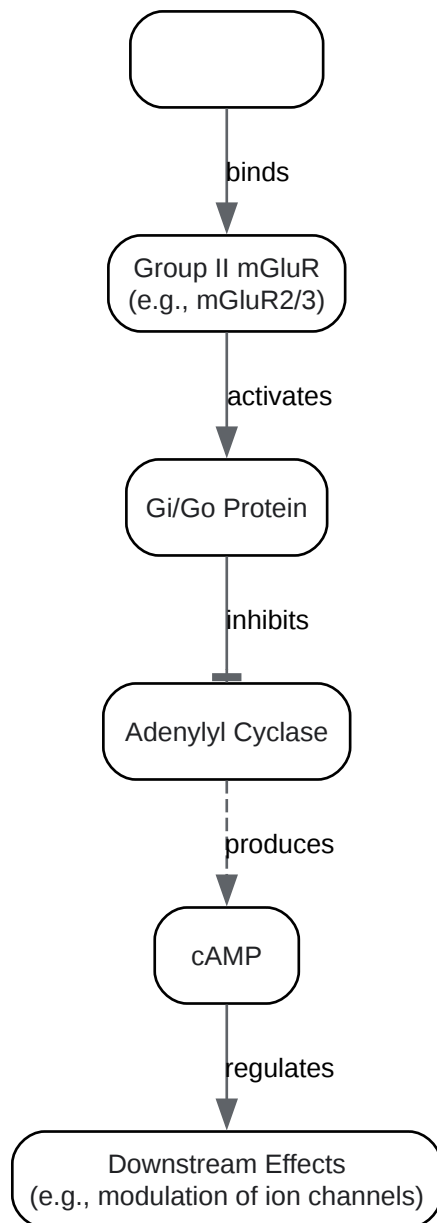 binds
Group II mGluR
(e.g., mGluR2/3)
activates
Gi/Go Protein
inhibits
Adenylyl Cyclase
produces
cAMP
regulates
Downstream Effects
(e.g., modulation of ion channels)